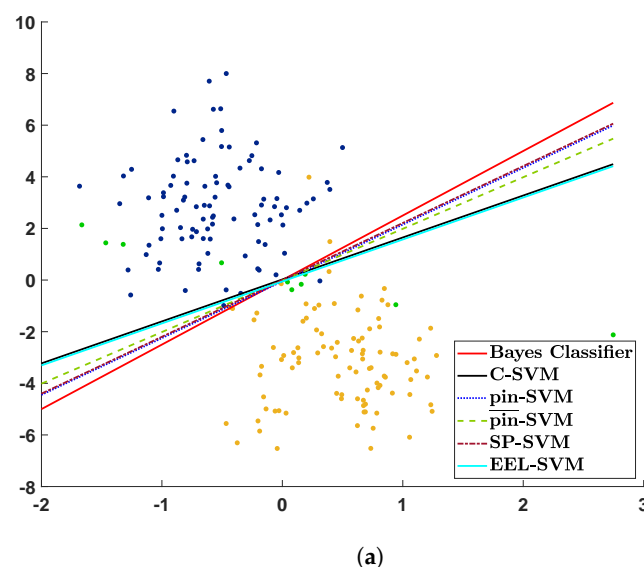 10
8
6
4
2
0
-2
-4
-6
-8
-2 -1 0 1 2 3
Bayes Classifier
C-SVM
pin-SVM
p̅i̅n̅-SVM
SP-SVM
EEL-SVM
(a)